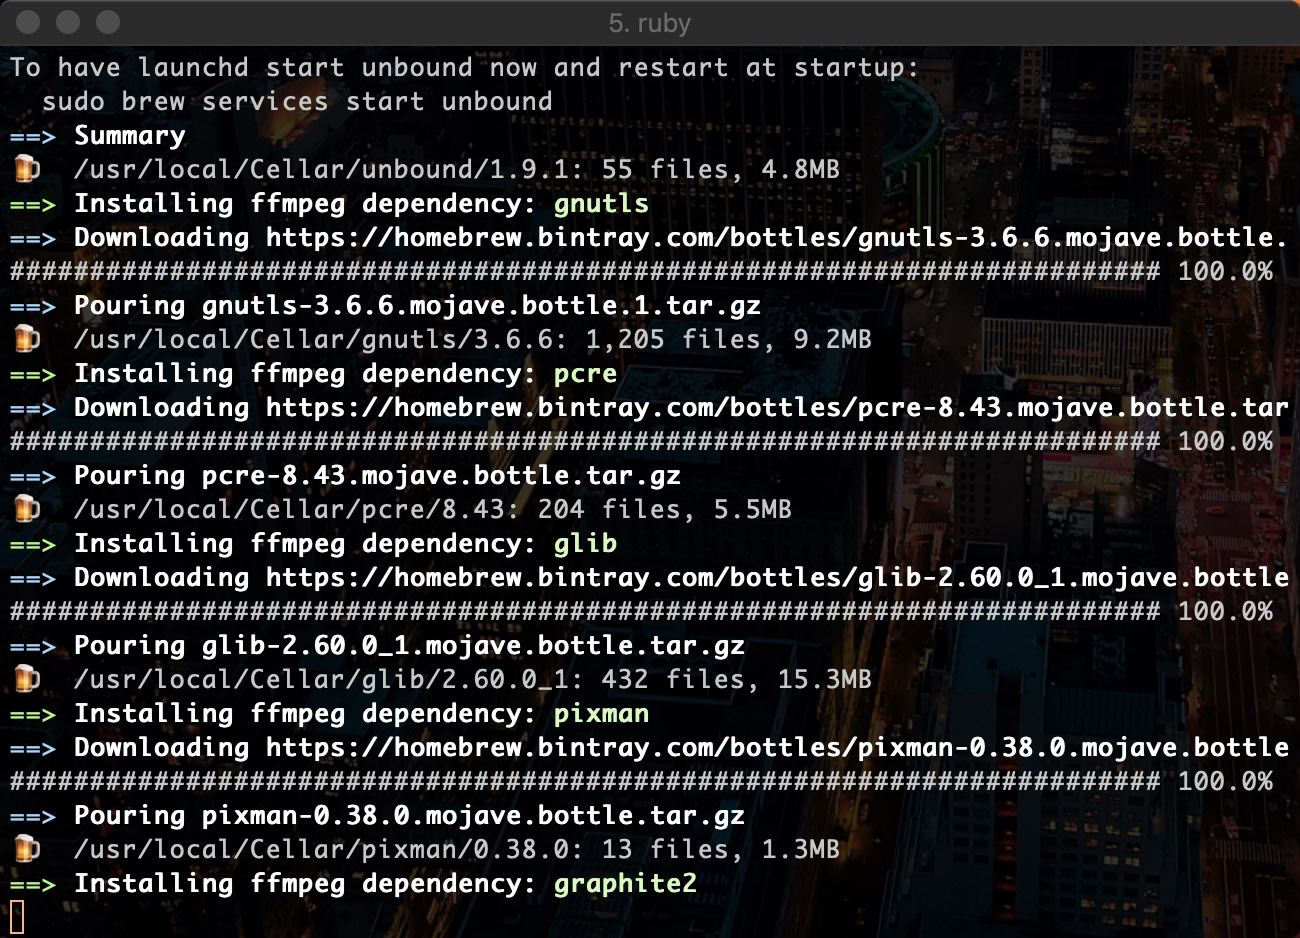 5. ruby
To have launchd start unbound now and restart at startup:
  sudo brew services start unbound
==> Summary
🍺  /usr/local/Cellar/unbound/1.9.1: 55 files, 4.8MB
==> Installing ffmpeg dependency: gnutls
==> Downloading https://homebrew.bintray.com/bottles/gnutls-3.6.6.mojave.bottle.
######################################################################## 100.0%
==> Pouring gnutls-3.6.6.mojave.bottle.1.tar.gz
🍺  /usr/local/Cellar/gnutls/3.6.6: 1,205 files, 9.2MB
==> Installing ffmpeg dependency: pcre
==> Downloading https://homebrew.bintray.com/bottles/pcre-8.43.mojave.bottle.tar
######################################################################## 100.0%
==> Pouring pcre-8.43.mojave.bottle.tar.gz
🍺  /usr/local/Cellar/pcre/8.43: 204 files, 5.5MB
==> Installing ffmpeg dependency: glib
==> Downloading https://homebrew.bintray.com/bottles/glib-2.60.0_1.mojave.bottle
######################################################################## 100.0%
==> Pouring glib-2.60.0_1.mojave.bottle.tar.gz
🍺  /usr/local/Cellar/glib/2.60.0_1: 432 files, 15.3MB
==> Installing ffmpeg dependency: pixman
==> Downloading https://homebrew.bintray.com/bottles/pixman-0.38.0.mojave.bottle
######################################################################## 100.0%
==> Pouring pixman-0.38.0.mojave.bottle.tar.gz
🍺  /usr/local/Cellar/pixman/0.38.0: 13 files, 1.3MB
==> Installing ffmpeg dependency: graphite2